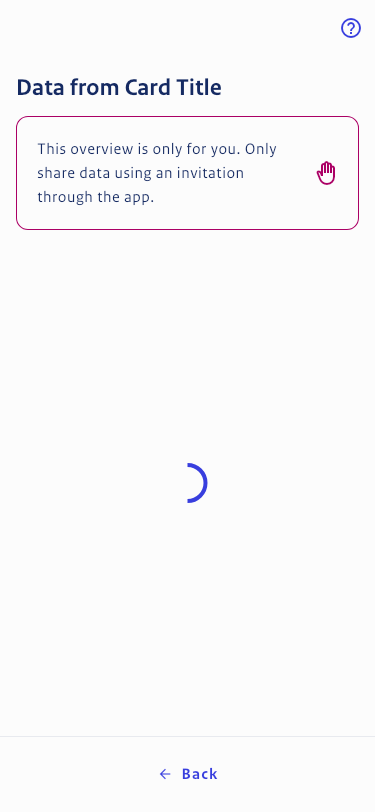 Data from Card Title
This overview is only for you. Only
share data using an invitation
through the app.
Back